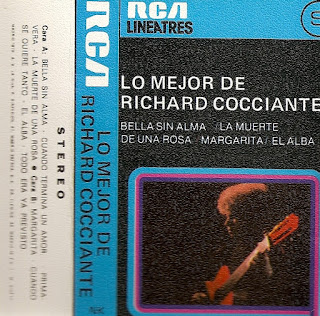 Cara A: BELLA SIN ALMA - CUANDO TERMINA UN AMOR - PRIMA-
VERA - LA MUERTE DE UNA ROSA ● Cara B: MARGARITA - CUANDO
SE QUIERE TANTO - EL ALBA - TODO ERA YA PREVISTO
STEREO
RCA
LO MEJOR DE
RICHARD COCCIANTE
RCA
LINEATRES
S
LO MEJOR DE
RICHARD COCCIANTE
BELLA SIN ALMA / LA MUERTE
DE UNA ROSA / MARGARITA / EL ALBA